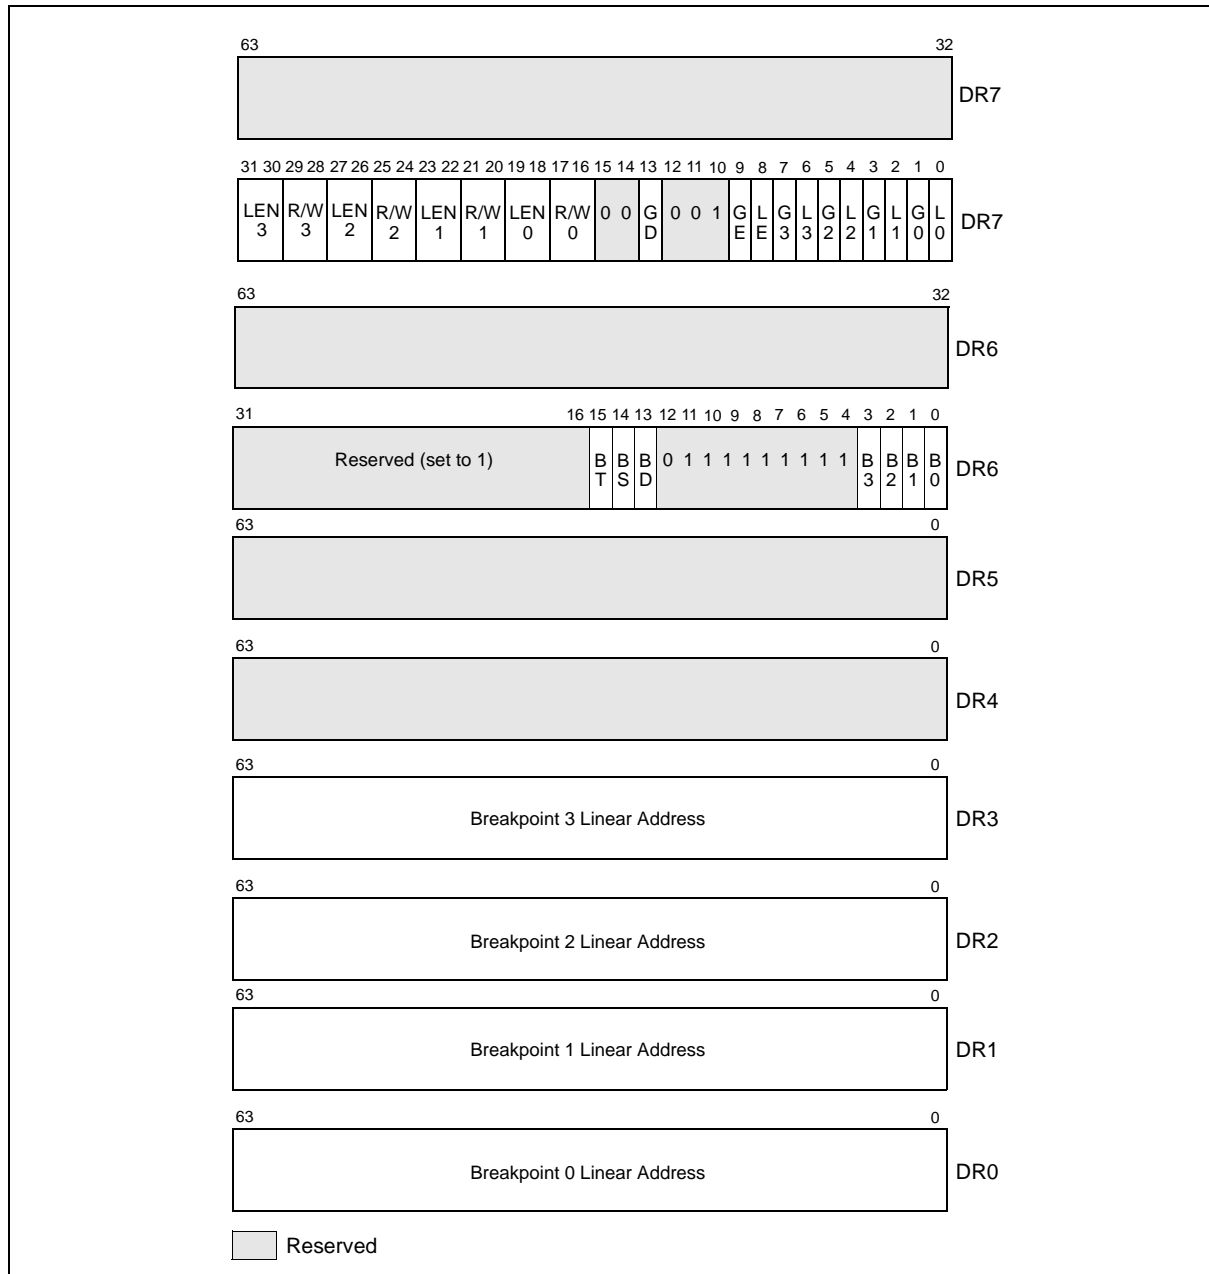 63 32
DR7
31 30 29 28 27 26 25 24 23 22 21 20 19 18 17 16 15 14 13 12 11 10 9 8 7 6 5 4 3 2 1 0
LEN R/W LEN R/W LEN R/W LEN R/W 0 0 G 0 0 1 G L G L G L G L G L
3 3 2 2 1 1 0 0 D E E 3 3 2 2 1 1 0 0
DR7
63 32
DR6
31 16 15 14 13 12 11 10 9 8 7 6 5 4 3 2 1 0
Reserved (set to 1) B B B 0 1 1 1 1 1 1 1 1 B B B B
T S D 3 2 1 0
DR6
63 0
DR5
63 0
DR4
63 0
Breakpoint 3 Linear Address DR3
63 0
Breakpoint 2 Linear Address DR2
63 0
Breakpoint 1 Linear Address DR1
63 0
Breakpoint 0 Linear Address DR0
Reserved